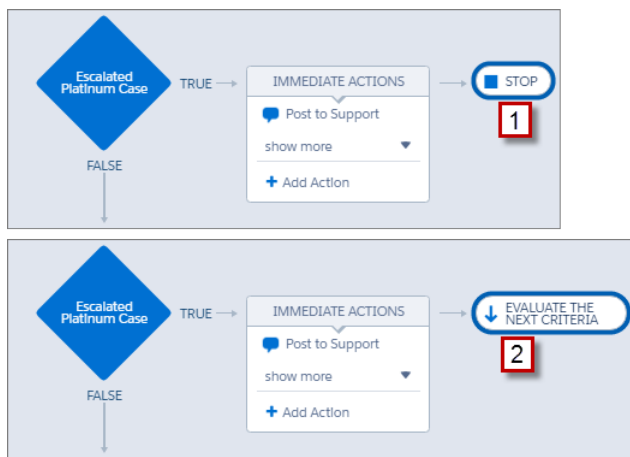 Escalated
Platinum Case
TRUE
IMMEDIATE ACTIONS
STOP
Post to Support
1
show more
FALSE
+ Add Action
Escalated
Platinum Case
TRUE
IMMEDIATE ACTIONS
EVALUATE THE
NEXT CRITERIA
Post to Support
2
show more
FALSE
+ Add Action